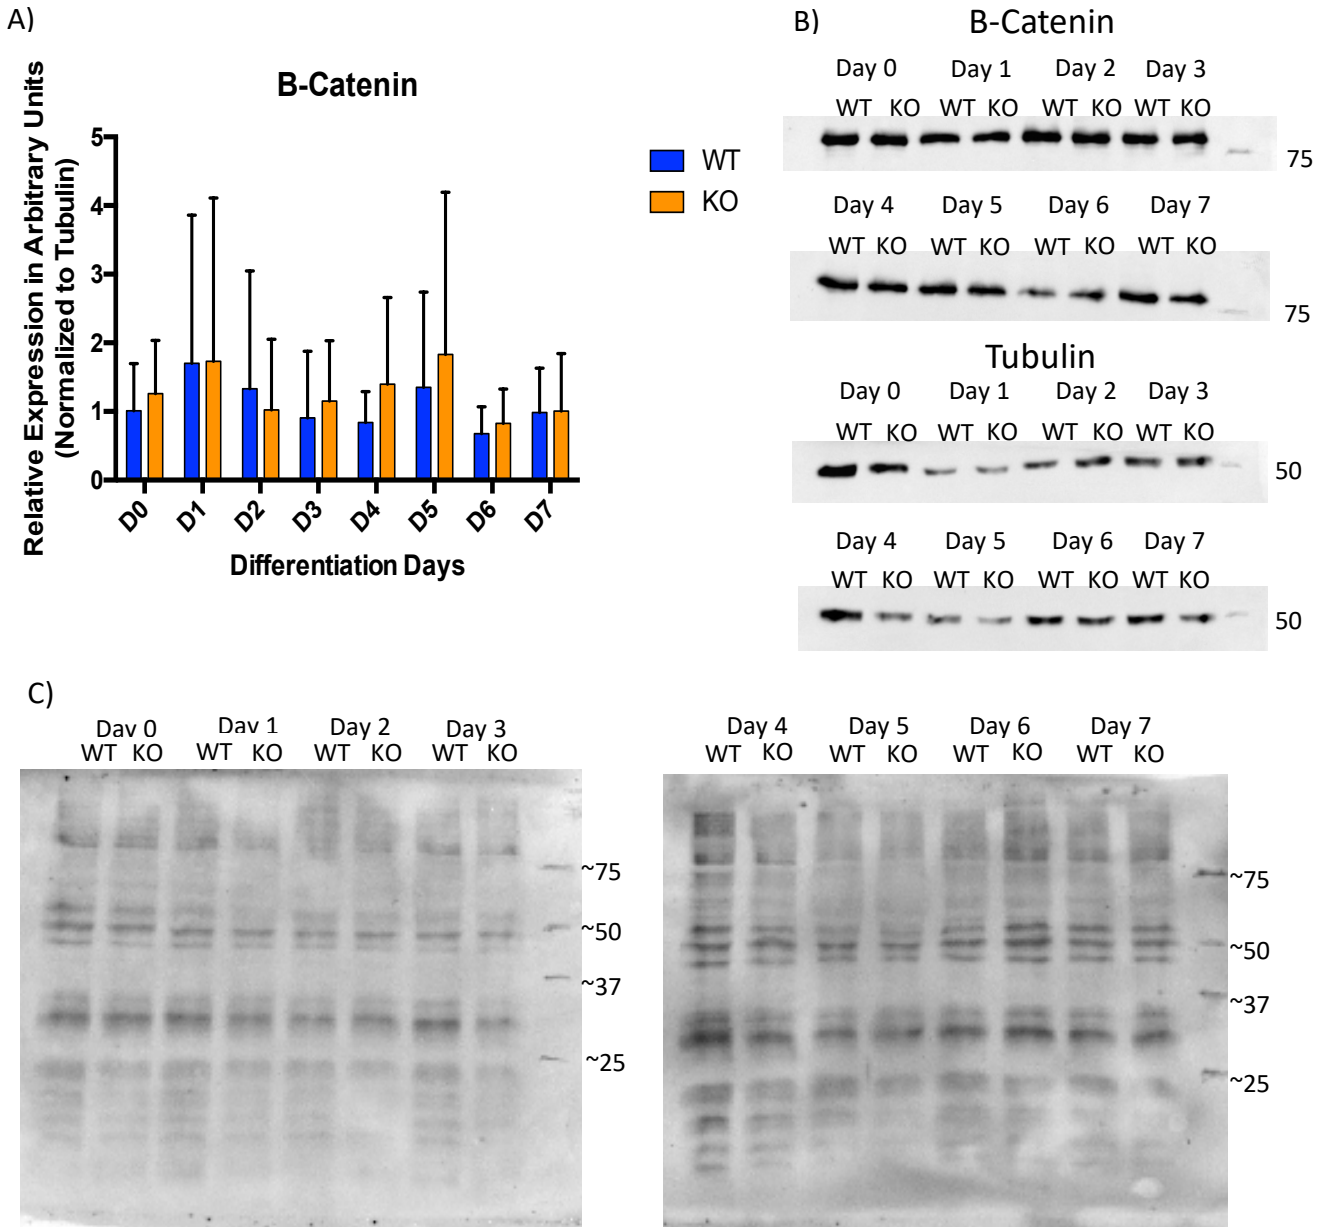 A)
B-Catenin
Relative Expression in Arbitrary Units
(Normalized to Tubulin)
5
4
3
2
1
0
D0 D1 D2 D3 D4 D5 D6 D7
Differentiation Days
WT
KO
B)
B-Catenin
Day 0 Day 1 Day 2 Day 3
WT KO WT KO WT KO WT KO
75
Day 4 Day 5 Day 6 Day 7
WT KO WT KO WT KO WT KO
75
Tubulin
Day 0 Day 1 Day 2 Day 3
WT KO WT KO WT KO WT KO
50
Day 4 Day 5 Day 6 Day 7
WT KO WT KO WT KO WT KO
50
C)
Day 0 Day 1 Day 2 Day 3
WT KO WT KO WT KO WT KO
~75
~50
~37
~25
Day 4 Day 5 Day 6 Day 7
WT KO WT KO WT KO WT KO
~75
~50
~37
~25